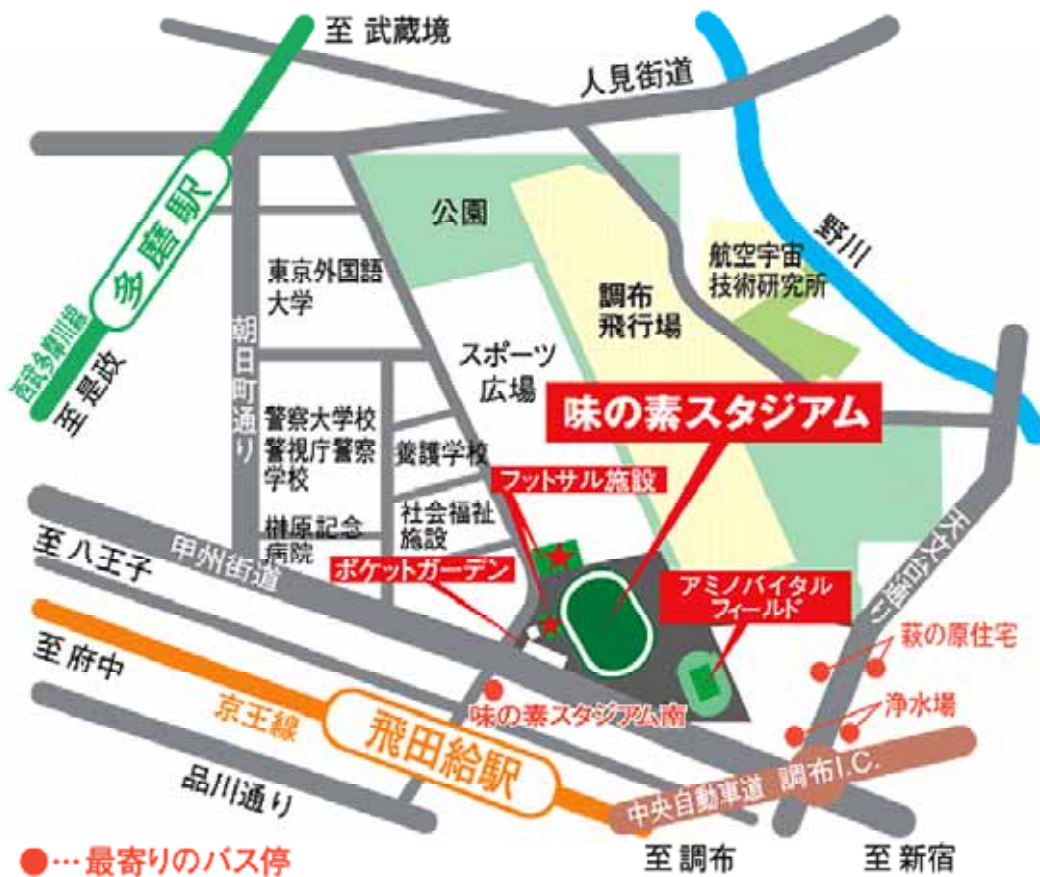 至 武蔵境
人見街道
多磨駅
公園
野川
航空宇宙
技術研究所
東京外国語
大学
調布
飛行場
西武多摩川線
至 是政
朝日町通り
スポーツ
広場
味の素スタジアム
警察大学校
警視庁警察
学校
養護学校
フットサル施設
榊原記念
病院
社会福祉
施設
至 八王子
甲州街道
ポケットガーデン
アミノバイタル
フィールド
天文台通り
萩の原住宅
至 府中
京王線
飛田給駅
味の素スタジアム南
浄水場
品川通り
中央自動車道 調布I.C.
至 調布
至 新宿
●…最寄りのバス停